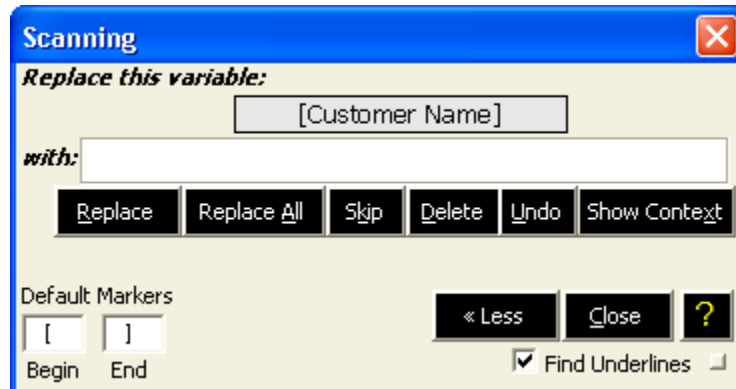 Scanning
Replace this variable:
[Customer Name]
with:
Replace Replace All Skip Delete Undo Show Context
Default Markers
[ ] « Less Close ?
Begin End Find Underlines